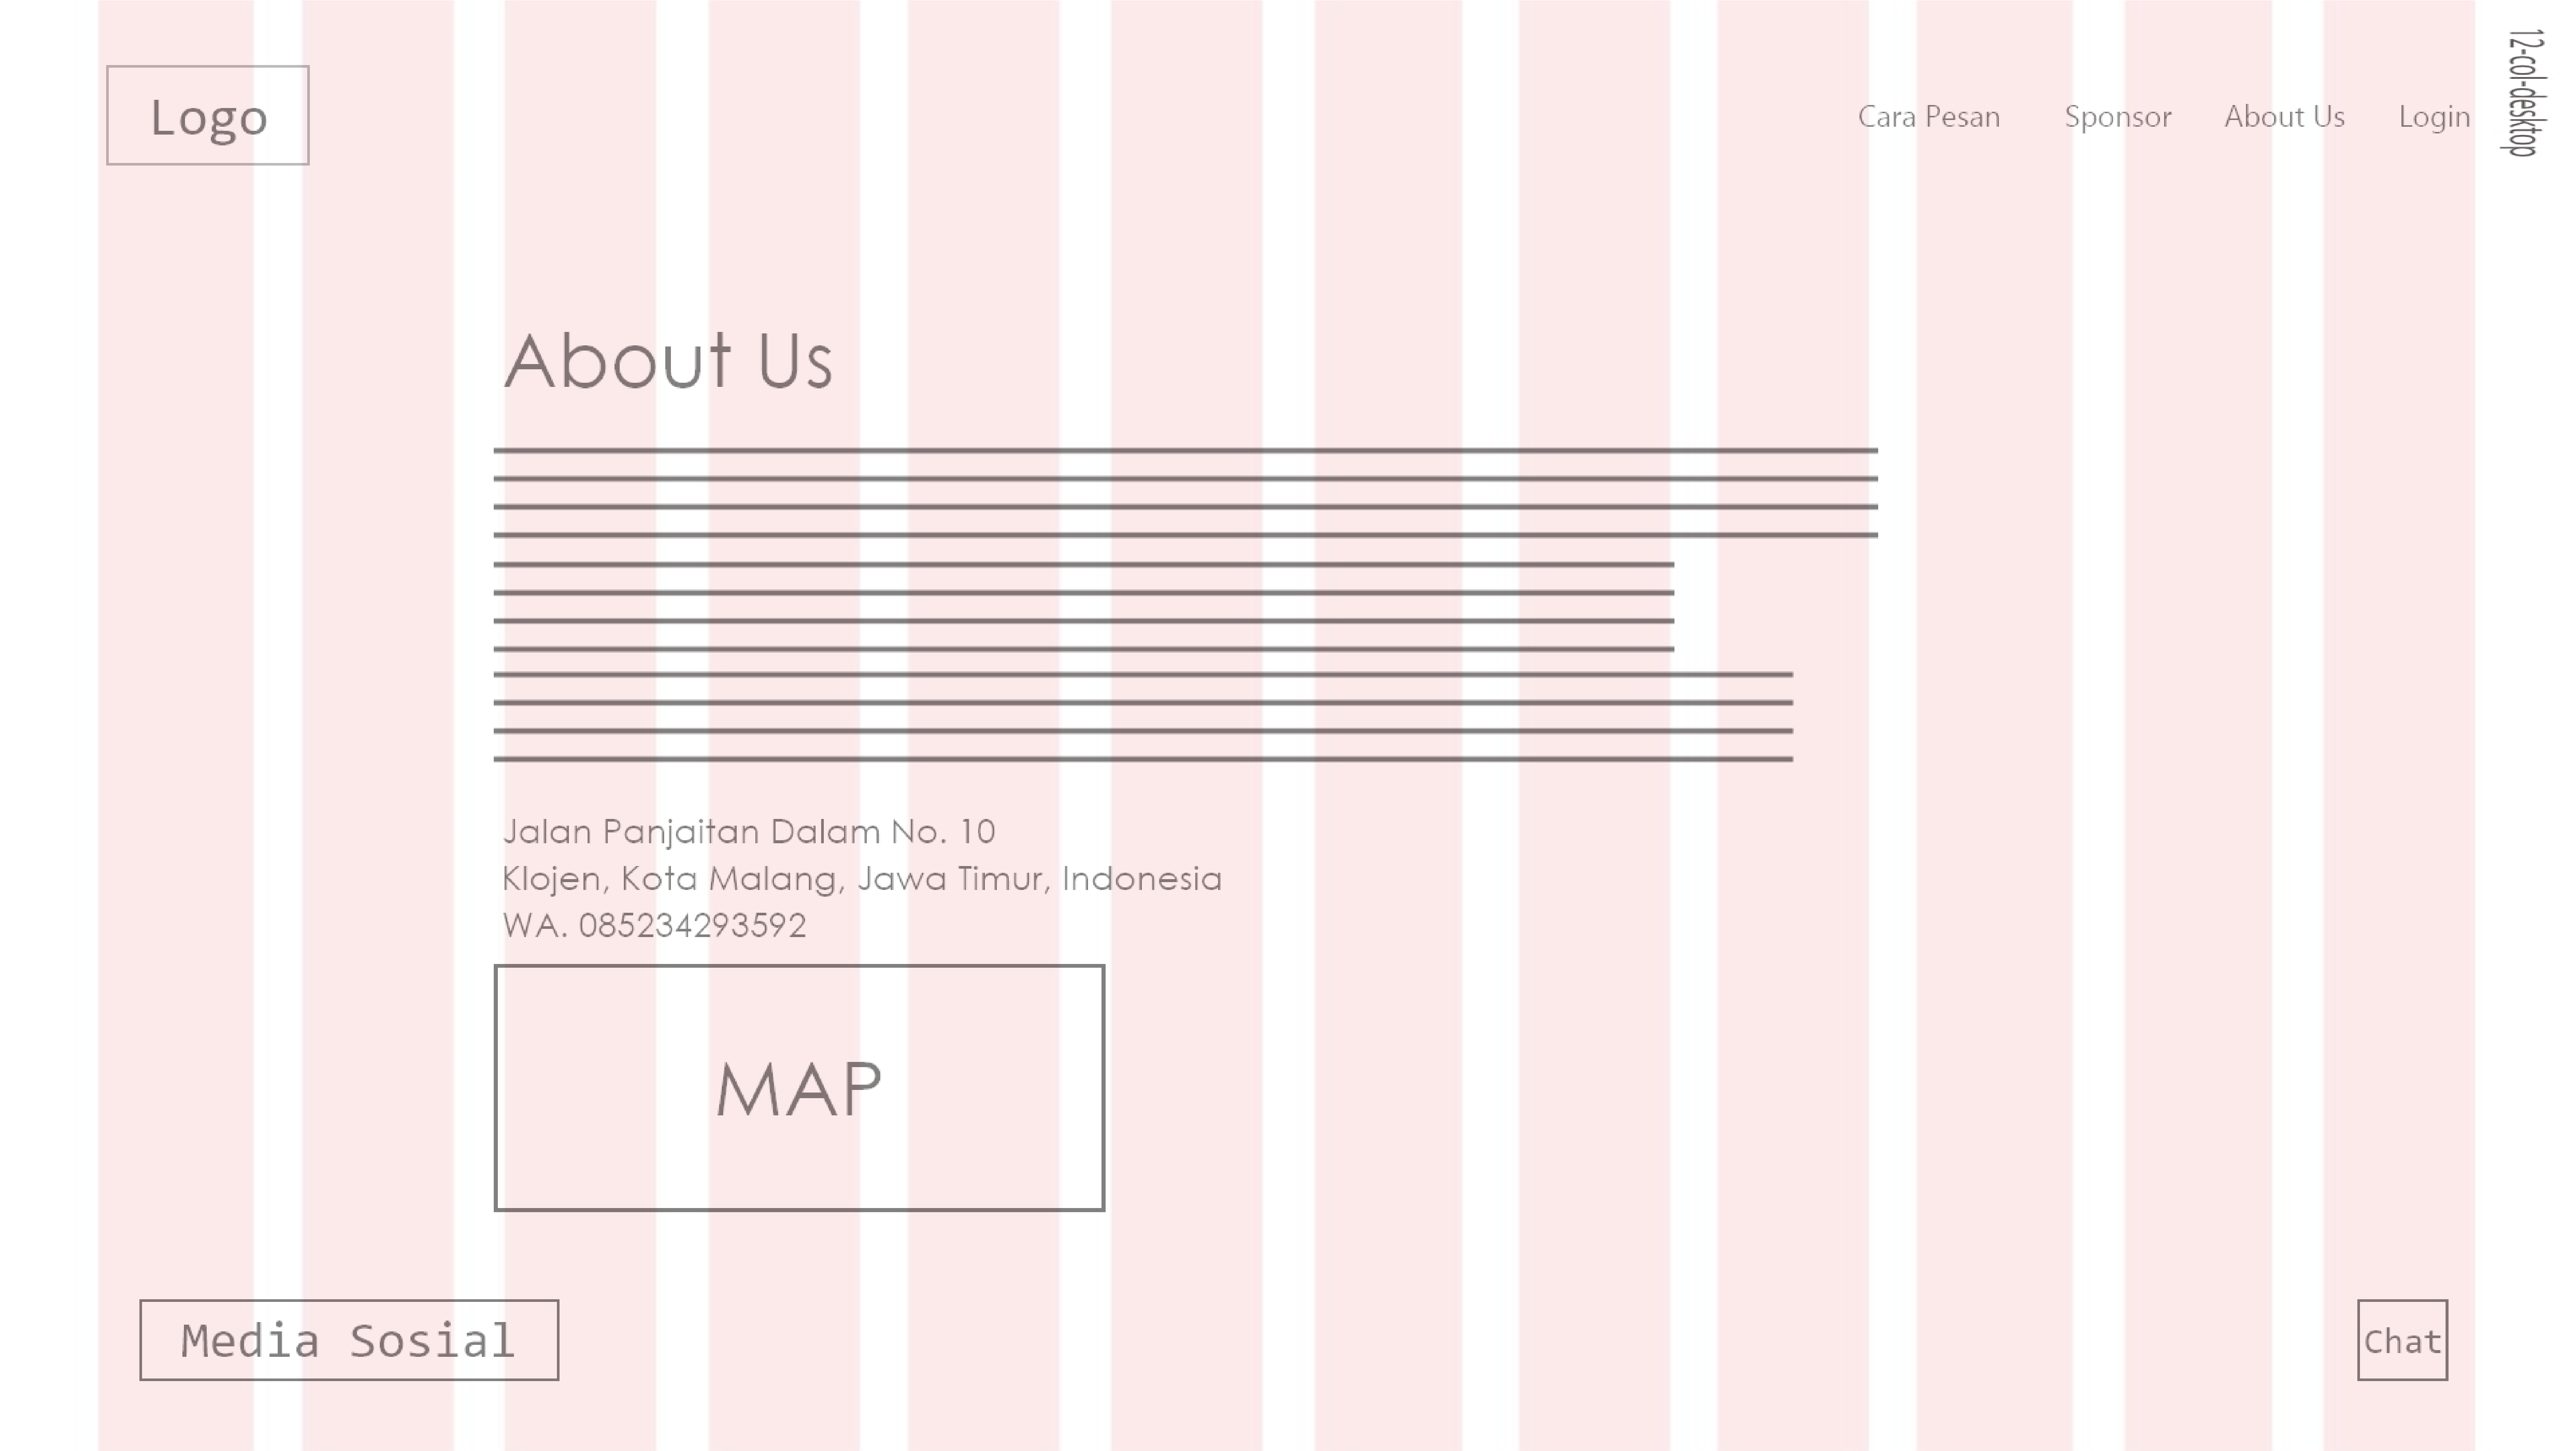 Logo
Cara Pesan
Sponsor
About Us
Login
12-col-desktop
About Us
Jalan Panjaitan Dalam No. 10
Klojen, Kota Malang, Jawa Timur, Indonesia
WA. 085234293592
MAP
Media Sosial
Chat